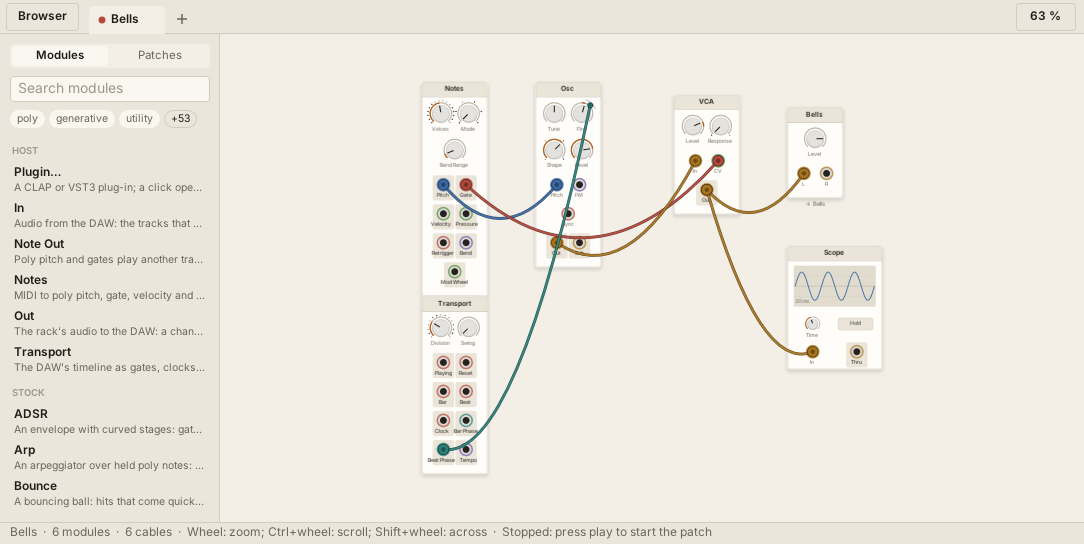 Browser
Bells
+
63 %
Modules
Patches
Search modules
poly
generative
utility
+53
HOST
Plugin...
A CLAP or VST3 plug-in; a click ope...
In
Audio from the DAW: the tracks that ...
Note Out
Poly pitch and gates play another tra...
Notes
MIDI to poly pitch, gate, velocity and ...
Out
The rack's audio to the DAW: a chan...
Transport
The DAW's timeline as gates, clocks...
STOCK
ADSR
An envelope with curved stages: gat...
Arp
An arpeggiator over held poly notes: ...
Bounce
A bouncing ball: hits that come quick...
Notes
Voices
Mode
Bend Range
Pitch
Gate
Velocity
Pressure
Retrigger
Bend
Mod Wheel
Transport
Division
Swing
Playing
Reset
Bar
Beat
Clock
Bar Phase
Beat Phase
Tempo
Osc
Tune
Shape
Pitch
FM
VCA
Level
Response
In
CV
Bells
Level
L
R
→ Bells
Scope
20 ms
Time
Hold
In
Thru
Bells · 6 modules · 6 cables · Wheel: zoom; Ctrl+wheel: scroll; Shift+wheel: across · Stopped: press play to start the patch